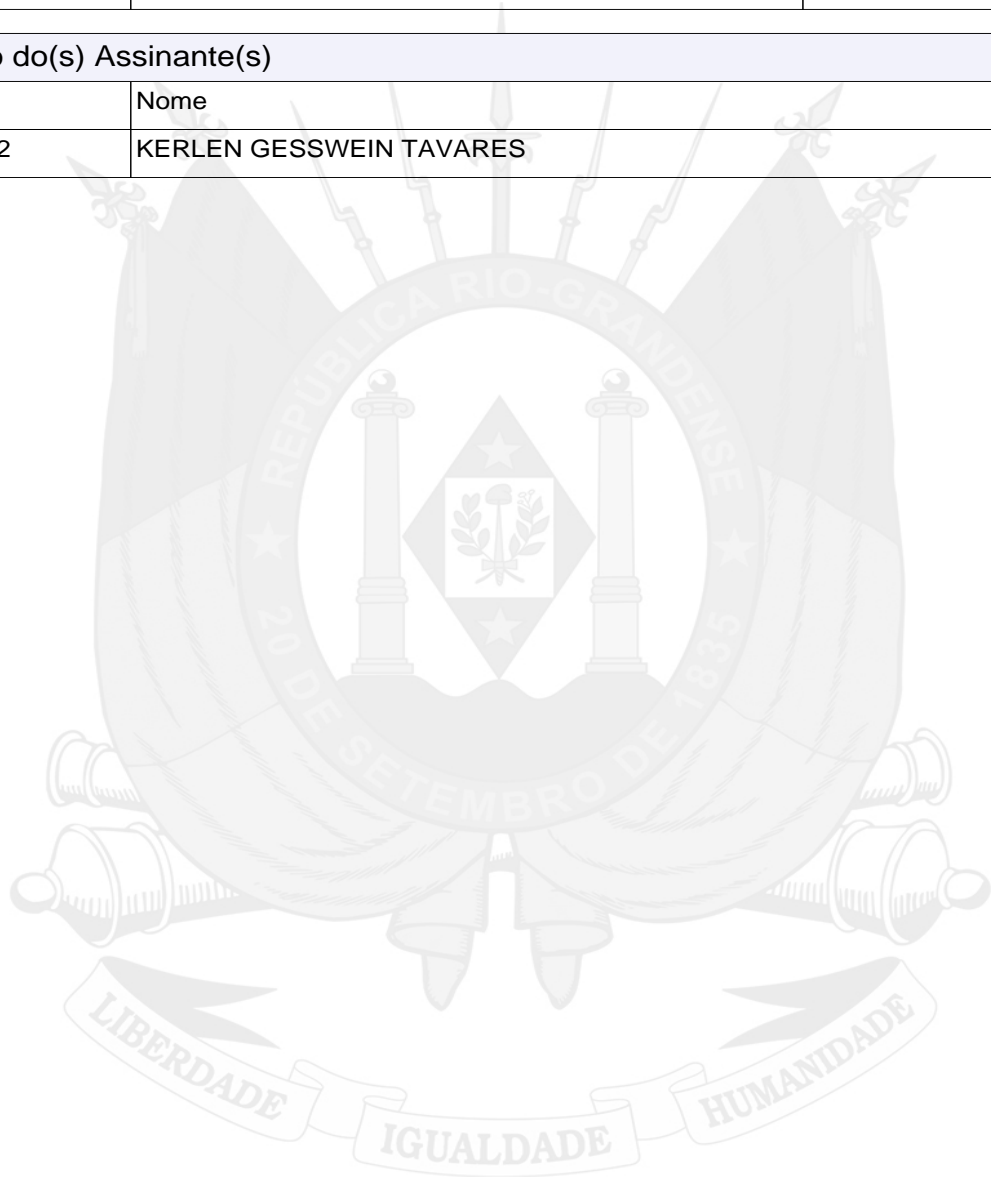 do(s) Assinante(s)
Nome
2
KERLEN GESSWEIN TAVARES
REPÚBLICA RIO-GRANDENSE
20 DE SETEMBRO DE 1835
LIBERDADE
IGUALDADE
HUMANIDADE